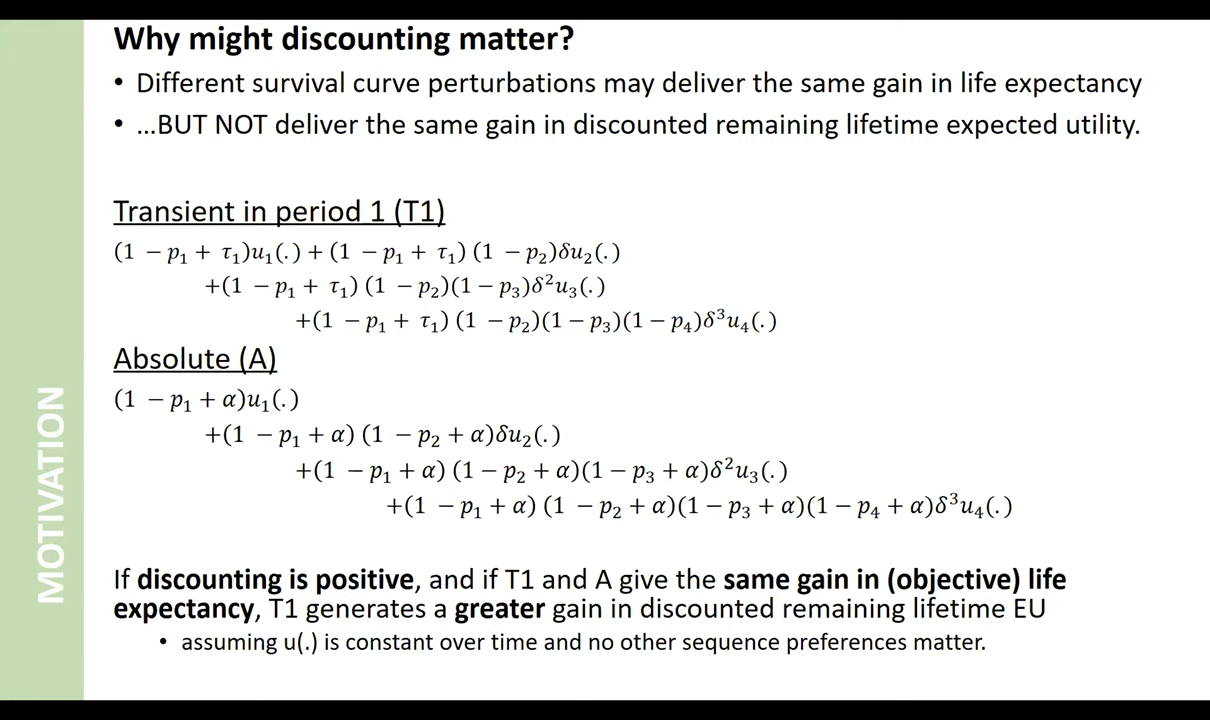 Why might discounting matter?
• Different survival curve perturbations may deliver the same gain in life expectancy
• …BUT NOT deliver the same gain in discounted remaining lifetime expected utility.
Transient in period 1 (T1)
(1 − p₁ + τ₁)u₁(.) + (1 − p₁ + τ₁) (1 − p₂)δu₂(.)
+(1 − p₁ + τ₁) (1 − p₂)(1 − p₃)δ²u₃(.)
+(1 − p₁ + τ₁) (1 − p₂)(1 − p₃)(1 − p₄)δ³u₄(.)
Absolute (A)
(1 − p₁ + α)u₁(.)
+(1 − p₁ + α) (1 − p₂ + α)δu₂(.)
+(1 − p₁ + α) (1 − p₂ + α)(1 − p₃ + α)δ²u₃(.)
+(1 − p₁ + α) (1 − p₂ + α)(1 − p₃ + α)(1 − p₄ + α)δ³u₄(.)
If discounting is positive, and if T1 and A give the same gain in (objective) life
expectancy, T1 generates a greater gain in discounted remaining lifetime EU
• assuming u(.) is constant over time and no other sequence preferences matter.
MOTIVATION